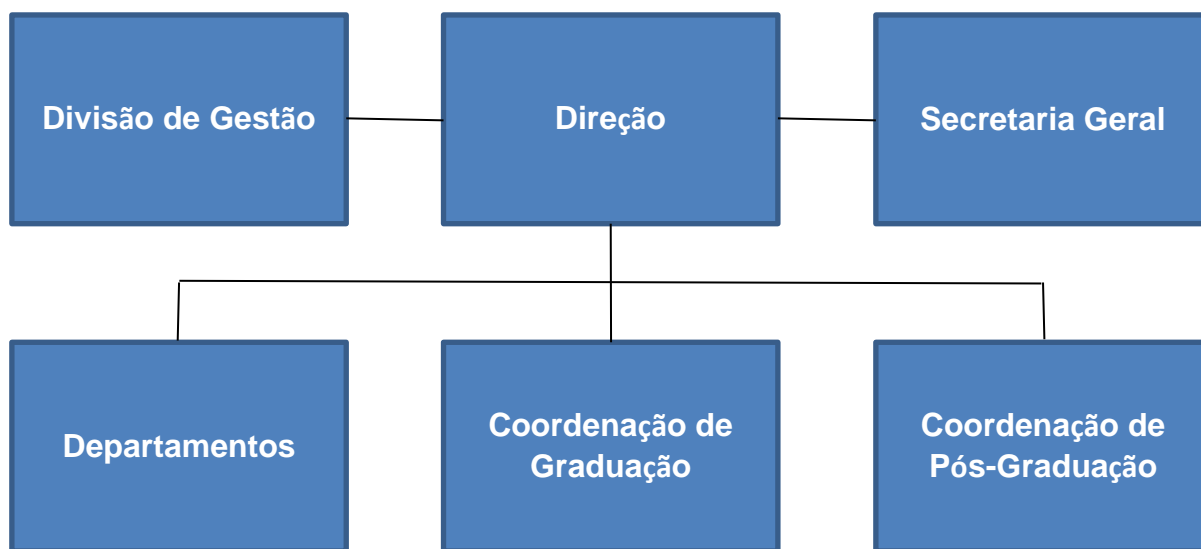 Divisão de Gestão
Direção
Secretaria Geral
Departamentos
Coordenação de
Graduação
Coordenação de
Pós-Graduação